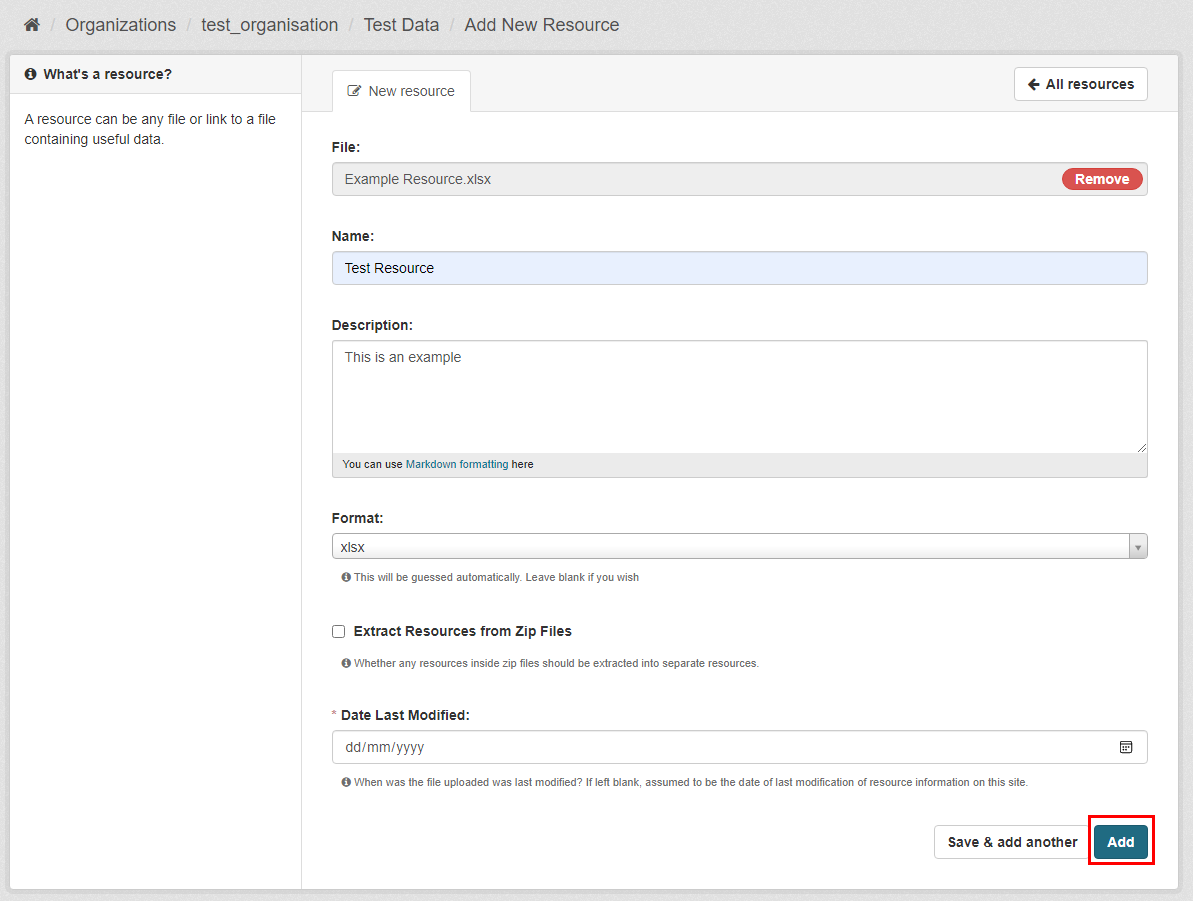 Organizations / test_organisation / Test Data / Add New Resource
What's a resource?
A resource can be any file or link to a file
containing useful data.
New resource
All resources
File:
Example Resource.xlsx
Remove
Name:
Test Resource
Description:
This is an example
You can use Markdown formatting here
Format:
xlsx
This will be guessed automatically. Leave blank if you wish
Extract Resources from Zip Files
Whether any resources inside zip files should be extracted into separate resources.
* Date Last Modified:
dd/mm/yyyy
When was the file uploaded was last modified? If left blank, assumed to be the date of last modification of resource information on this site.
Save & add another
Add